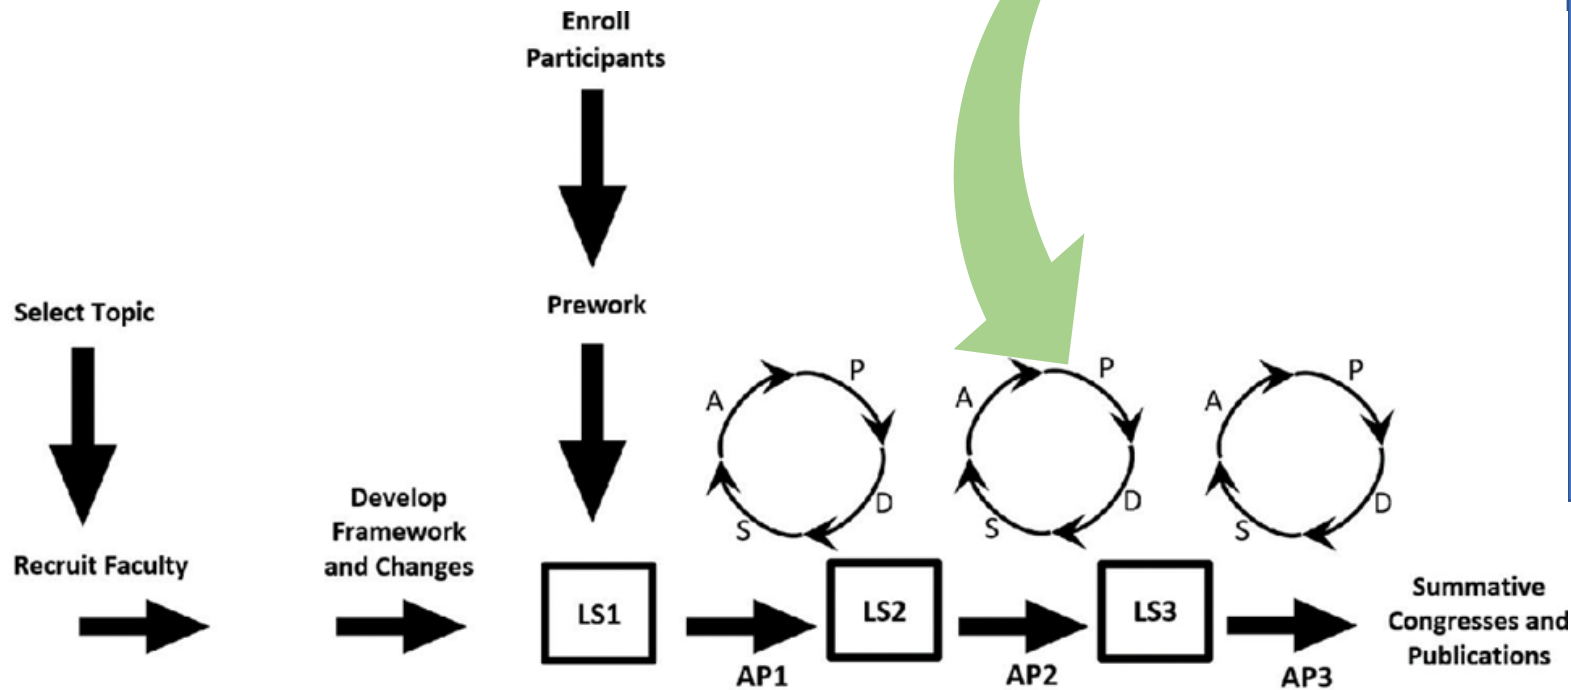 Enroll
Participants
Select Topic
Prework
Recruit Faculty
Develop
Framework
and Changes
A
P
D
S
A
P
D
S
A
P
D
S
LS1
LS2
LS3
AP1
AP2
AP3
Summative
Congresses and
Publications